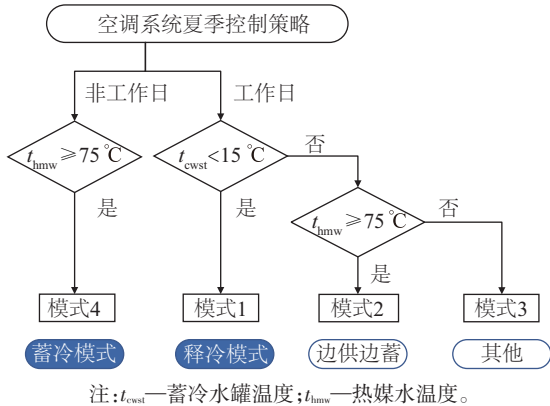 空调系统夏季控制策略
非工作日
工作日
t_hmw≥75 ℃
t_cwst<15 ℃
否
是
是
t_hmw≥75 ℃
否
是
模式4
模式1
模式2
模式3
蓄冷模式
释冷模式
边供边蓄
其他
注:t_cwst—蓄冷水罐温度;t_hmw—热媒水温度。